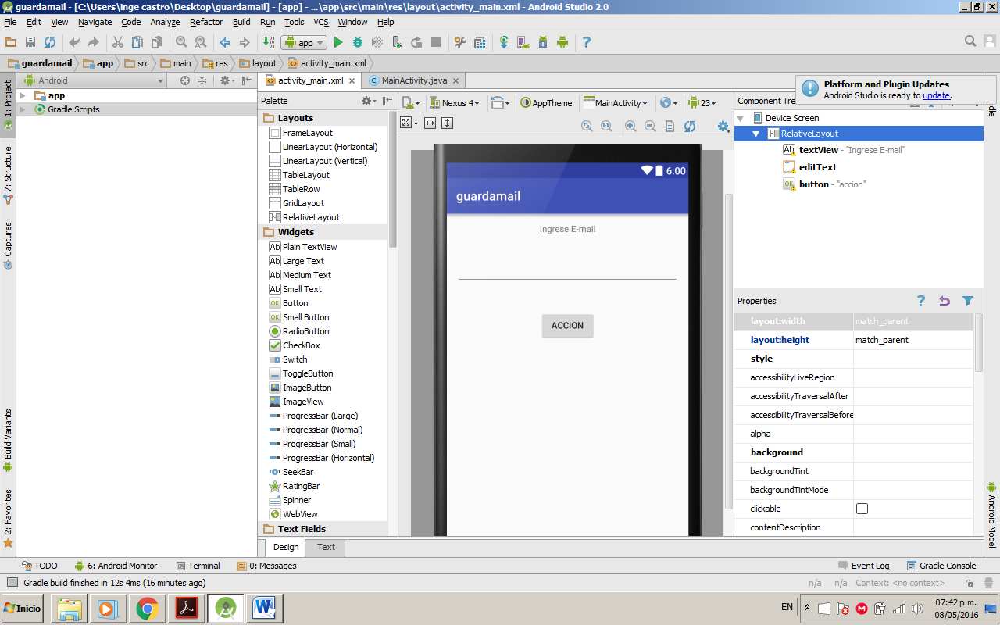 guardamail - [C:\Users\inge castro\Desktop\guardamail] - [app] - ...\app\src\main\res\layout\activity_main.xml - Android Studio 2.0
File Edit View Navigate Code Analyze Refactor Build Run Tools VCS Window Help
app
guardamail app src main res layout activity_main.xml
1: Project
Z: Structure
Captures
Build Variants
2: Favorites
Android
app
Gradle Scripts
activity_main.xml MainActivity.java
Palette
Layouts
FrameLayout
LinearLayout (Horizontal)
LinearLayout (Vertical)
TableLayout
TableRow
GridLayout
RelativeLayout
Widgets
Plain TextView
Large Text
Medium Text
Small Text
Button
Small Button
RadioButton
CheckBox
Switch
ToggleButton
ImageButton
ImageView
ProgressBar (Large)
ProgressBar (Normal)
ProgressBar (Small)
ProgressBar (Horizontal)
SeekBar
RatingBar
Spinner
WebView
Text Fields
Design Text
Nexus 4 AppTheme MainActivity 23
6:00
guardamail
Ingrese E-mail
ACCION
Platform and Plugin Updates
Android Studio is ready to update.
Component Tre
Device Screen
RelativeLayout
textView - "Ingrese E-mail"
editText
button - "accion"
Properties
layout:width match_parent
layout:height match_parent
style
accessibilityLiveRegion
accessibilityTraversalAfter
accessibilityTraversalBefore
alpha
background
backgroundTint
backgroundTintMode
clickable
contentDescription
Android Model
TODO 6: Android Monitor Terminal 0: Messages Event Log Gradle Console
Gradle build finished in 12s 4ms (16 minutes ago) n/a n/a Context: <no context>
Inicio EN 07:42 p.m.
08/05/2016